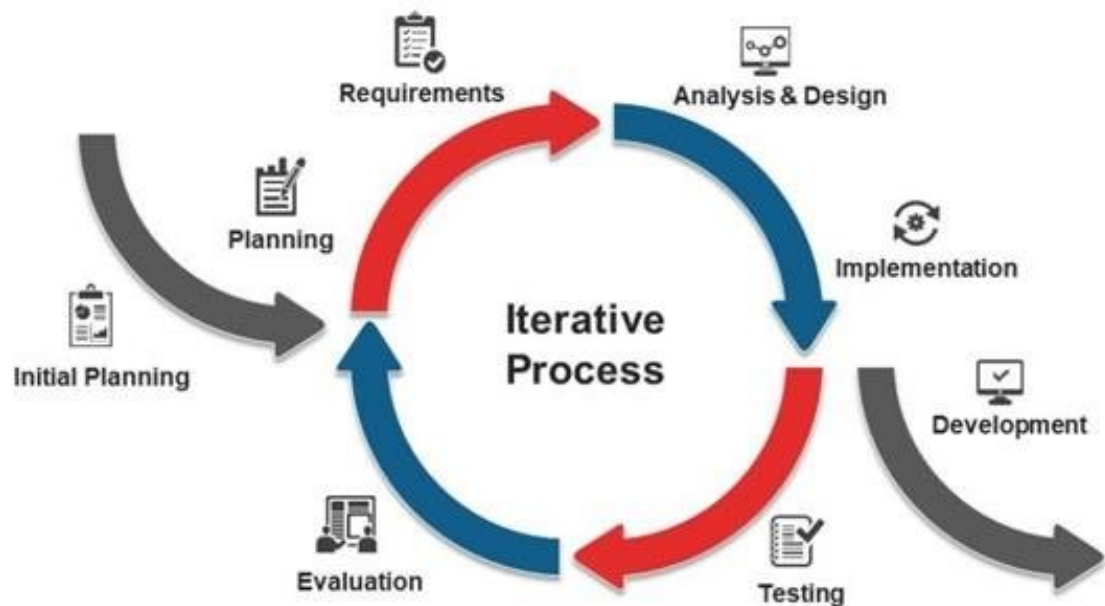 Requirements
Analysis & Design
Planning
Implementation
Iterative
Process
Initial Planning
Development
Evaluation
Testing